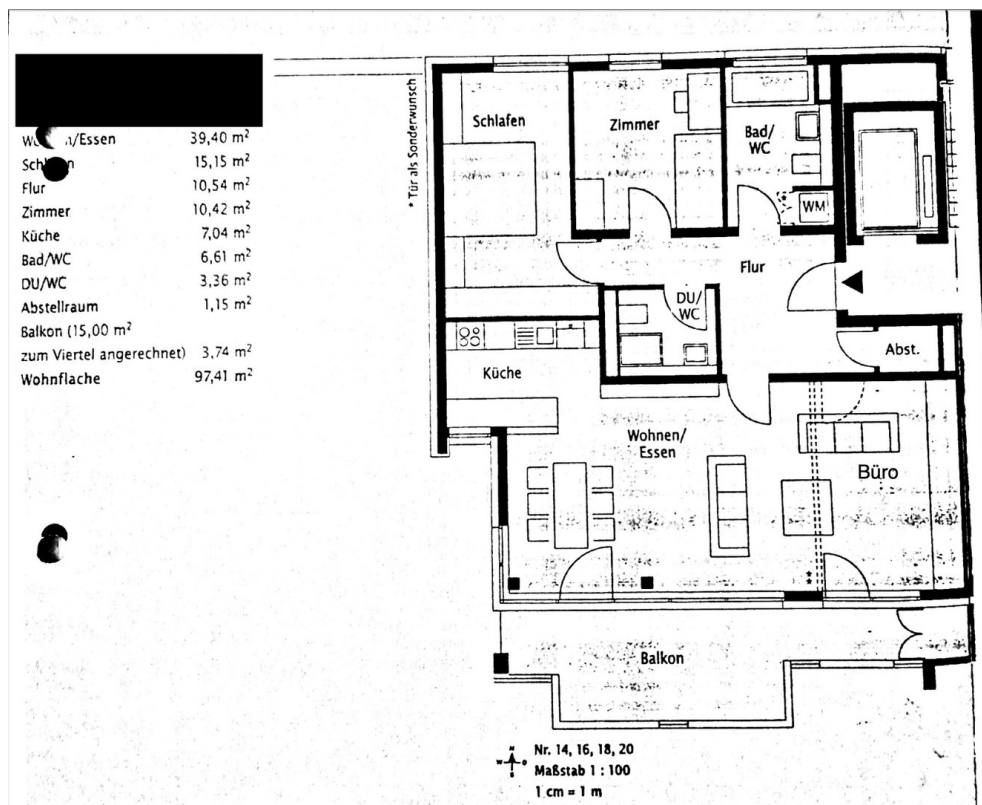 39,40 m²
15,15 m²
Flur 10,54 m²
Zimmer 10,42 m²
Küche 7,04 m²
Bad/WC 6,61 m²
DU/WC 3,36 m²
Abstellraum 1,15 m²
Balkon (15,00 m²
zum Viertel angerechnet) 3,74 m²
Wohnflache 97,41 m²
* Tür als Sonderwunsch
Schlafen
Zimmer
Bad/
WC
WM
Flur
DU/
WC
Abst.
Küche
Wohnen/
Essen
Büro
Balkon
N
W O
S
Nr. 14, 16, 18, 20
Maßstab 1 : 100
1 cm = 1 m